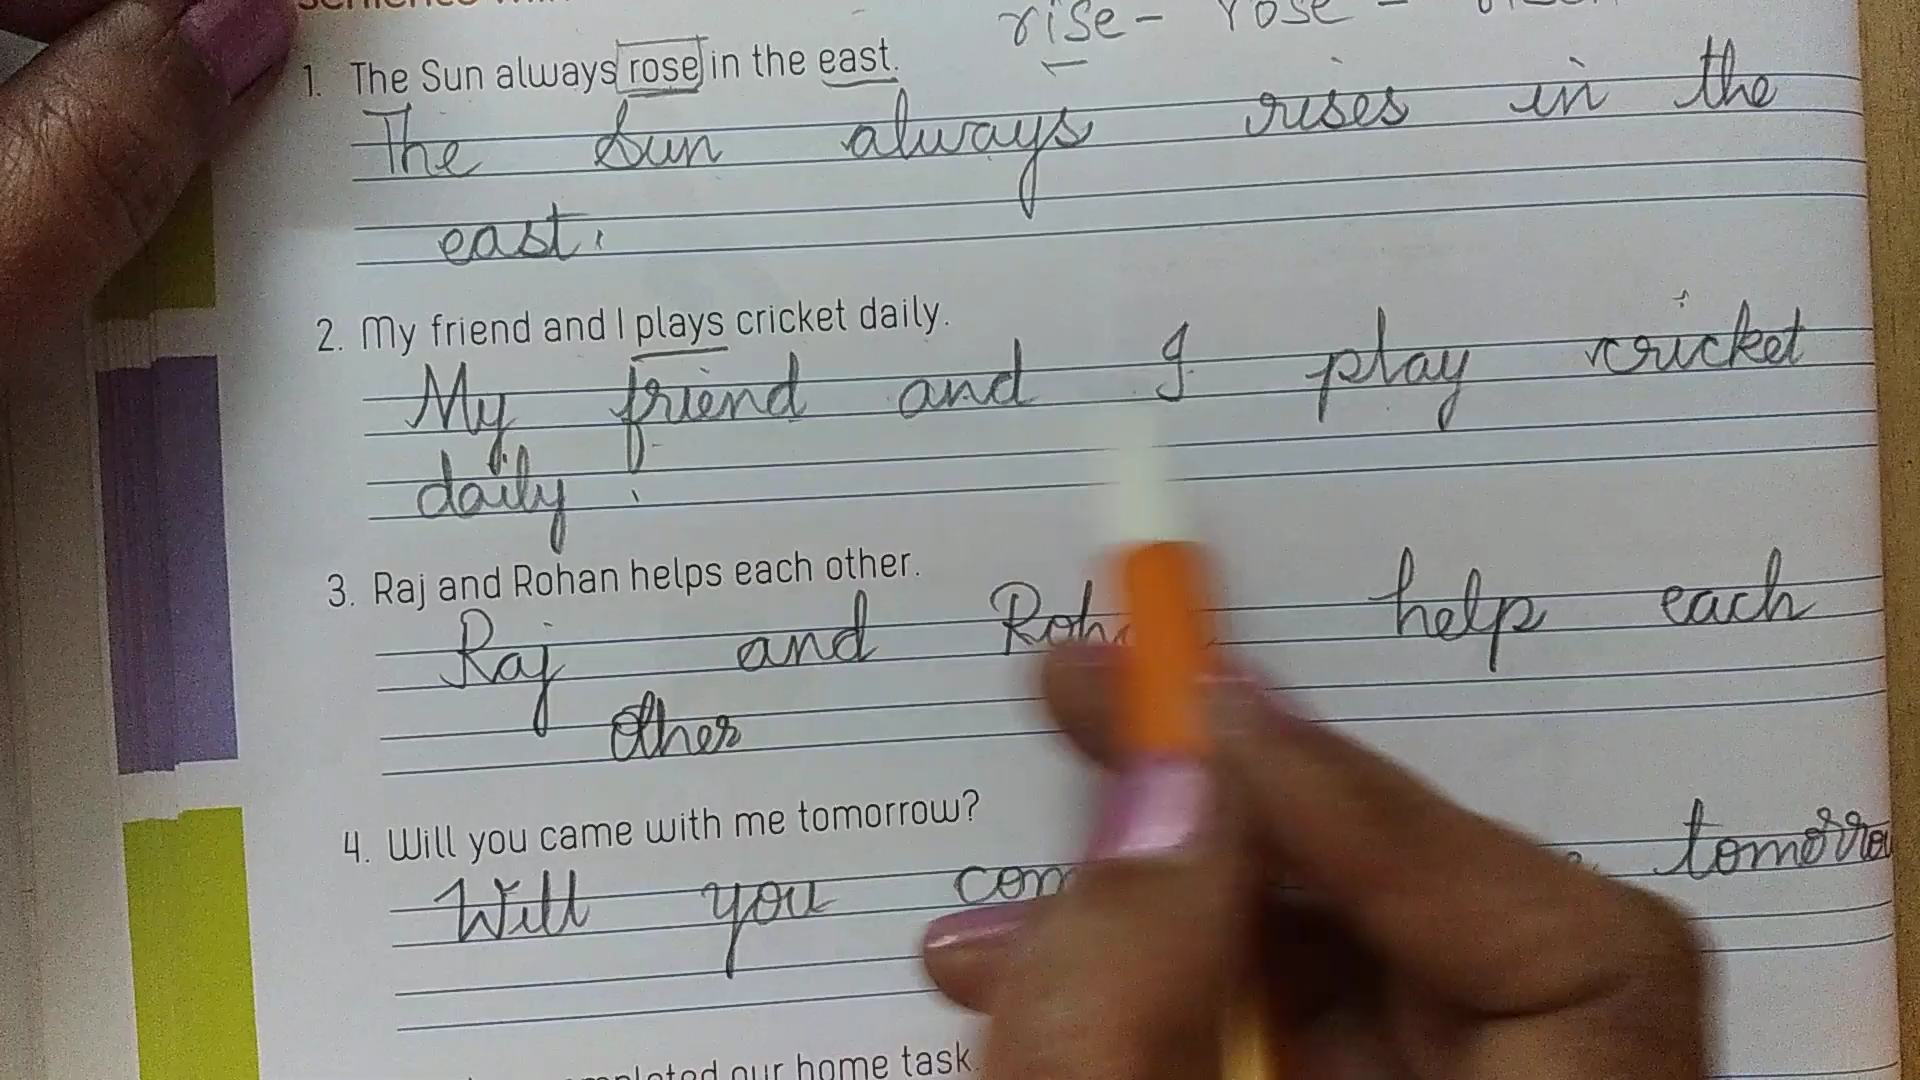 rise - rose -
1. The Sun always rose in the east.
The Sun always rises in the
east.
2. My friend and I plays cricket daily.
My friend and I play cricket
daily.
3. Raj and Rohan helps each other.
Raj and help each
other
4. Will you came with me tomorrow?
Will you
our home task.